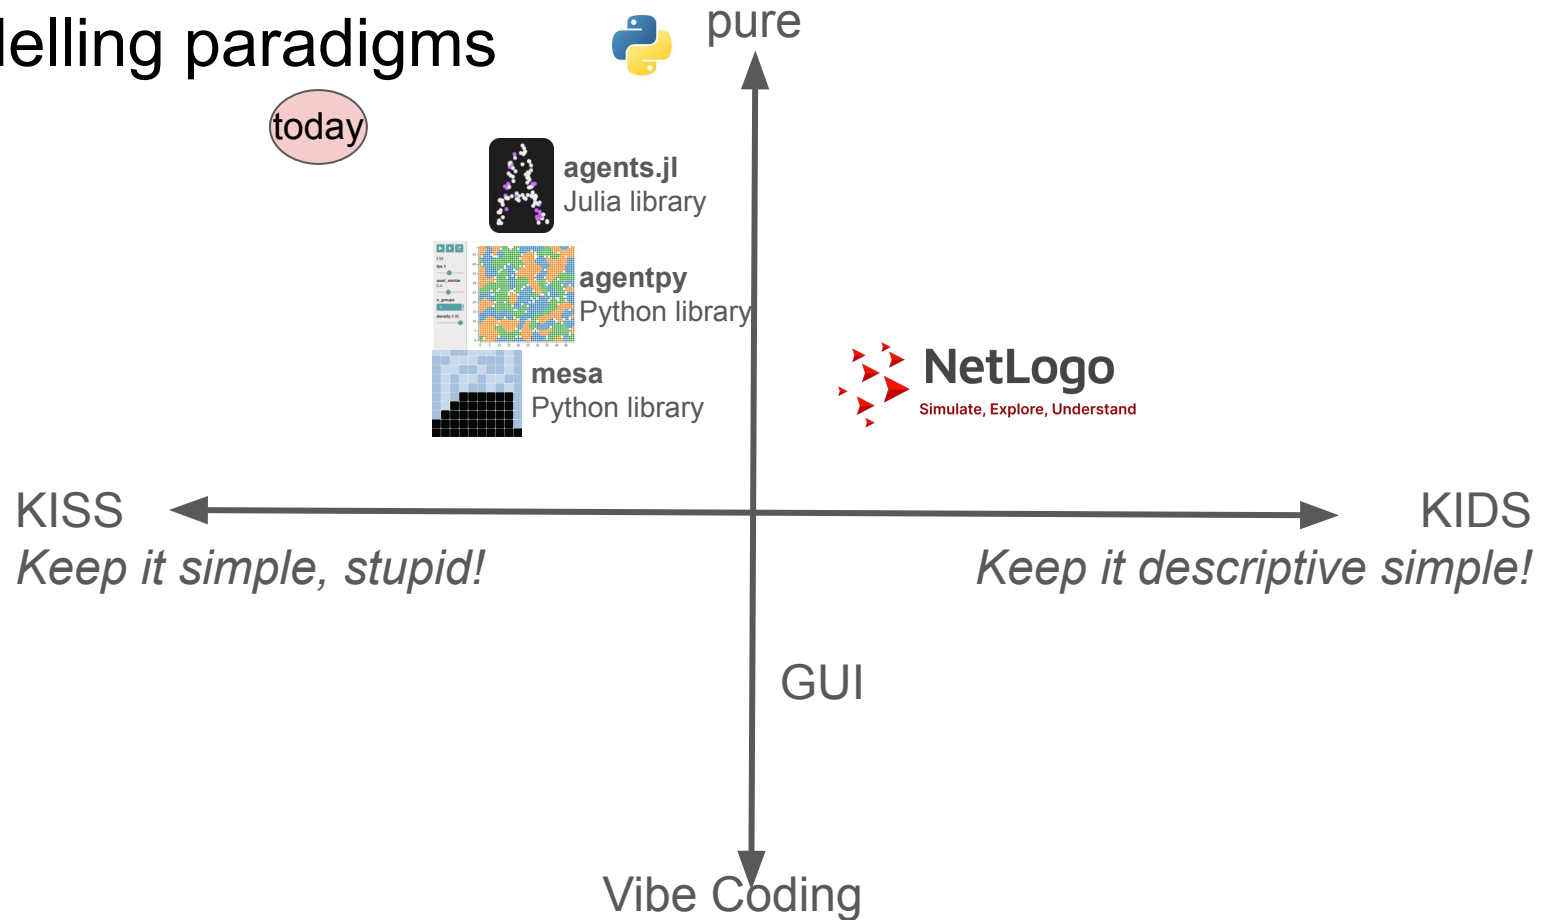 delling paradigms
pure
today
agents.jl
Julia library
agentpy
Python library
mesa
Python library
NetLogo
Simulate, Explore, Understand
KISS
Keep it simple, stupid!
KIDS
Keep it descriptive simple!
GUI
Vibe Coding